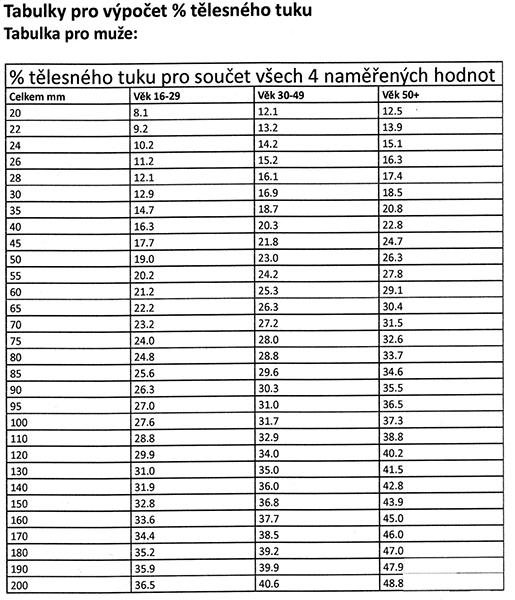 Tabulky pro výpočet % tělesného tuku
Tabulka pro muže:
% tělesného tuku pro součet všech 4 naměřených hodnot
Celkem mm Věk 16-29 Věk 30-49 Věk 50+
20 8.1 12.1 12.5
22 9.2 13.2 13.9
24 10.2 14.2 15.1
26 11.2 15.2 16.3
28 12.1 16.1 17.4
30 12.9 16.9 18.5
35 14.7 18.7 20.8
40 16.3 20.3 22.8
45 17.7 21.8 24.7
50 19.0 23.0 26.3
55 20.2 24.2 27.8
60 21.2 25.3 29.1
65 22.2 26.3 30.4
70 23.2 27.2 31.5
75 24.0 28.0 32.6
80 24.8 28.8 33.7
85 25.6 29.6 34.6
90 26.3 30.3 35.5
95 27.0 31.0 36.5
100 27.6 31.7 37.3
110 28.8 32.9 38.8
120 29.9 34.0 40.2
130 31.0 35.0 41.5
140 31.9 36.0 42.8
150 32.8 36.8 43.9
160 33.6 37.7 45.0
170 34.4 38.5 46.0
180 35.2 39.2 47.0
190 35.9 39.9 47.9
200 36.5 40.6 48.8